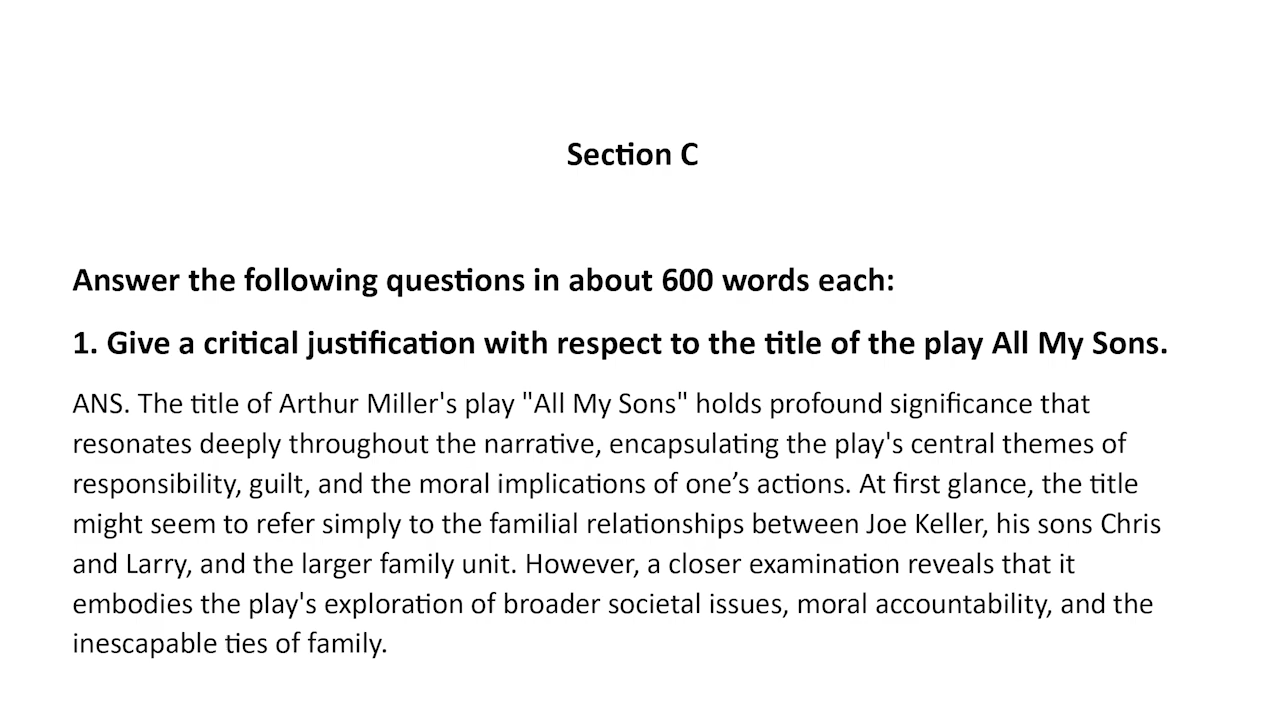 Section C
Answer the following questions in about 600 words each:
1. Give a critical justification with respect to the title of the play All My Sons.
ANS. The title of Arthur Miller's play "All My Sons" holds profound significance that
resonates deeply throughout the narrative, encapsulating the play's central themes of
responsibility, guilt, and the moral implications of one’s actions. At first glance, the title
might seem to refer simply to the familial relationships between Joe Keller, his sons Chris
and Larry, and the larger family unit. However, a closer examination reveals that it
embodies the play's exploration of broader societal issues, moral accountability, and the
inescapable ties of family.